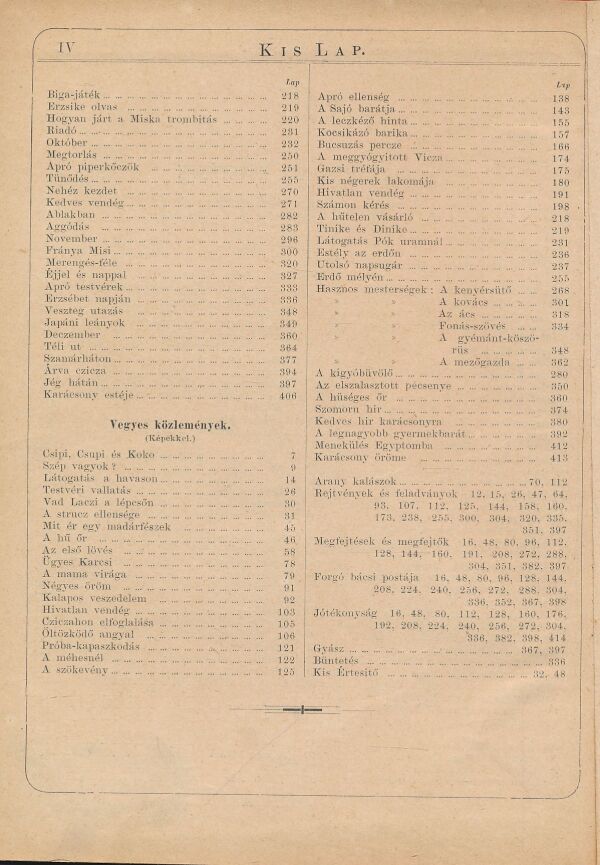 IV
KIS LAP.
Lap
Biga-játék 218
Erzsike olvas 219
Hogyan járt a Miska trombitás 220
Riadó 231
Október 232
Megtorlás 250
Apró piperkőczök 251
Tünődés 255
Nehéz kezdet 270
Kedves vendég 271
Ablakban 282
Aggódás 283
November 296
Fránya Misi 300
Merengés-féle 320
Éjjel és nappal 327
Apró testvérek 333
Erzsébet napján 336
Veszteg utazás 348
Japáni leányok 349
Deczember 360
Téli ut 364
Szamárháton 377
Árva czicza 394
Jég hátán 397
Karácsony estéje 406
Vegyes közlemények.
(Képekkel.)
Csipi, Csupi és Koko 7
Szép vagyok? 9
Látogatás a havason 14
Testvéri vallatás 26
Vad Laczi a lépcsőn 30
A strucz ellensége 31
Mit ér egy madárfészek 45
A hű őr 46
Az első lövés 58
Ügyes Karcsi 78
A mama virága 79
Négyes öröm 91
Kalapos veszedelem 92
Hivatlan vendég 103
Cziczahon elfoglalása 105
Öltözködő angyal 106
Próba-kapaszkodás 121
A méhesnél 122
A szökevény 125
Lap
Apró ellenség 138
A Sajó barátja 143
A leczkéző hinta 155
Kocsikázó barika 157
Bucsuzás percze 166
A meggyógyitott Vicza 174
Gazsi tréfája 175
Kis négerek lakomája 180
Hivatlan vendég 191
Számon kérés 198
A hűtelen vásárló 218
Tinike és Dinike 219
Látogatás Pók uramnál 231
Estély az erdőn 236
Utolsó napsugár 237
Erdő mélyén 255
Hasznos mesterségek: A kenyérsütő 268
» » A kovács 301
» » Az ács 318
» » Fonás-szövés 334
» » A gyémánt-köszö-
rüs 348
» » A mezőgazda 362
A kigyóbüvölő 280
Az elszalasztott pecsenye 350
A hűséges őr 360
Szomoru hir 374
Kedves hir karácsonyra 380
A legnagyobb gyermekbarát 392
Menekülés Egyptomba 412
Karácsony öröme 413
Arany kalászok 70, 112
Rejtvények és feladványok 12, 15, 26, 47, 64,
93, 107, 112, 125, 144, 158, 160,
173, 238, 255, 300, 304, 320, 335,
351, 397
Megfejtések és megfejtők 16, 48, 80, 96, 112,
128, 144, 160, 191, 208, 272, 288,
304, 351, 382, 397
Forgó bácsi postája 16, 48, 80, 96, 128, 144,
208, 224, 240, 256, 272, 288, 304,
336, 352, 367, 398
Jótékonyság 16, 48, 80, 112, 128, 160, 176,
192, 208, 224, 240, 256, 272, 304,
336, 382, 398, 414
Gyász 367, 397
Büntetés 336
Kis Értesitő 32, 48